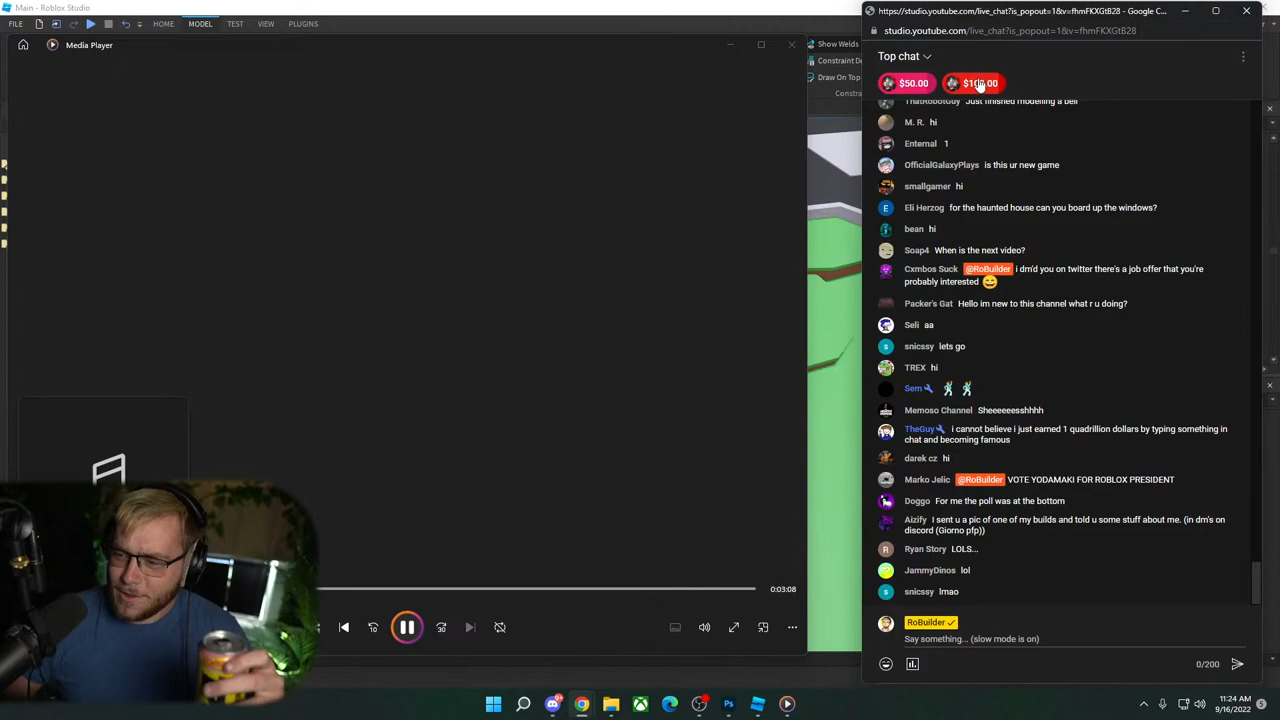 Main - Roblox Studio
FILE
HOME
MODEL
TEST
VIEW
PLUGINS
Media Player
Show Welds
Constraint De
Draw On Top
Constra
0:03:08
10
30
https://studio.youtube.com/live_chat?is_popout=1&v=fhmFKXGtB28 - Google C...
studio.youtube.com/live_chat?is_popout=1&v=fhmFKXGtB28
Top chat
$50.00
$100.00
ThatRobotGuy Just finished modelling a bell
M. R. hi
Enternal 1
OfficialGalaxyPlays is this ur new game
smallgamer hi
E Eli Herzog for the haunted house can you board up the windows?
bean hi
Soap4 When is the next video?
Cxmbos Suck @RoBuilder i dm'd you on twitter there's a job offer that you're
probably interested 😄
Packer's Gat Hello im new to this channel what r u doing?
Seli aa
s snicssy lets go
TREX hi
Sem
Memoso Channel Sheeeeeesshhhh
TheGuy i cannot believe i just earned 1 quadrillion dollars by typing something in
chat and becoming famous
darek cz hi
Marko Jelic @RoBuilder VOTE YODAMAKI FOR ROBLOX PRESIDENT
Doggo For me the poll was at the bottom
Aizify I sent u a pic of one of my builds and told u some stuff about me. (in dm's on
discord (Giorno pfp))
R Ryan Story LOLS...
JammyDinos lol
s snicssy lmao
RoBuilder
Say something... (slow mode is on)
0/200
11:24 AM
9/16/2022